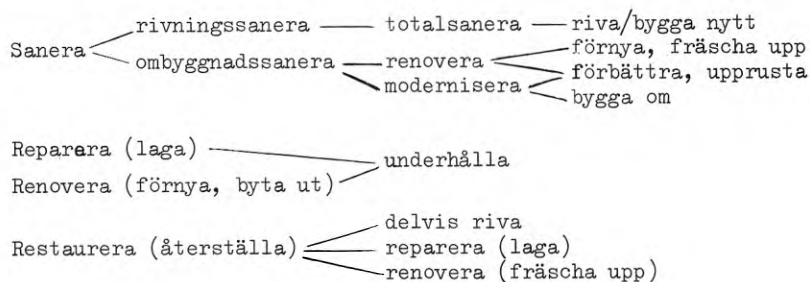 rivningssanera totalsanera riva/bygga nytt
förnya, fräscha upp
Sanera
ombyggnadssanera renovera
förbättra, upprusta
modernisera
bygga om
Reparera (laga)
underhålla
Renovera (förnya, byta ut)
delvis riva
Restaurera (återställa) reparera (laga)
renovera (fräscha upp)